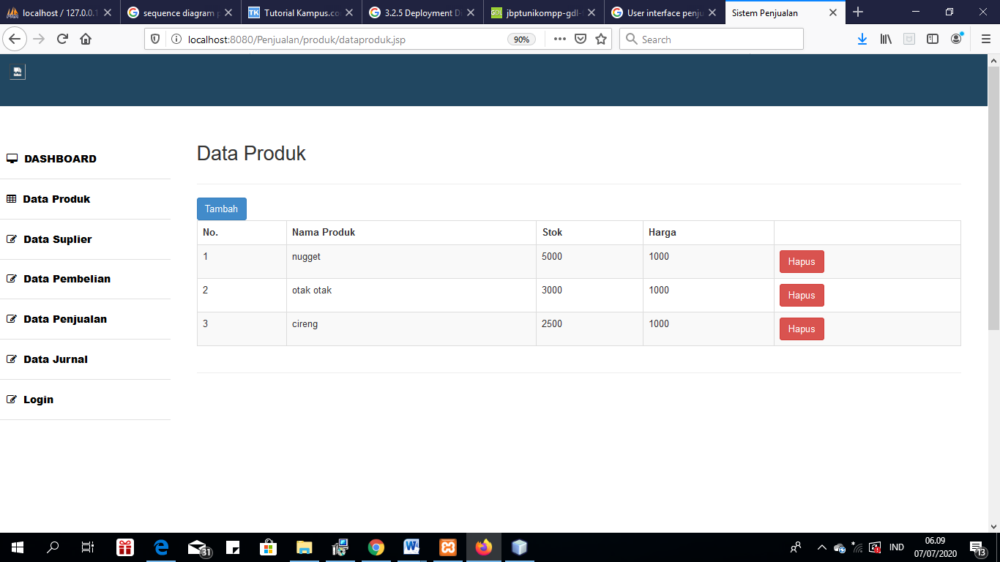 localhost / 127.0.0.1
sequence diagram p
Tutorial Kampus.co
3.2.5 Deployment Di
jbptunikompp-gdl-
User interface penju
Sistem Penjualan
localhost:8080/Penjualan/produk/dataproduk.jsp
90%
Search
DASHBOARD
Data Produk
Data Suplier
Data Pembelian
Data Penjualan
Data Jurnal
Login
Data Produk
Tambah
No. Nama Produk Stok Harga
1 nugget 5000 1000 Hapus
2 otak otak 3000 1000 Hapus
3 cireng 2500 1000 Hapus
31
IND
06.09
07/07/2020
13